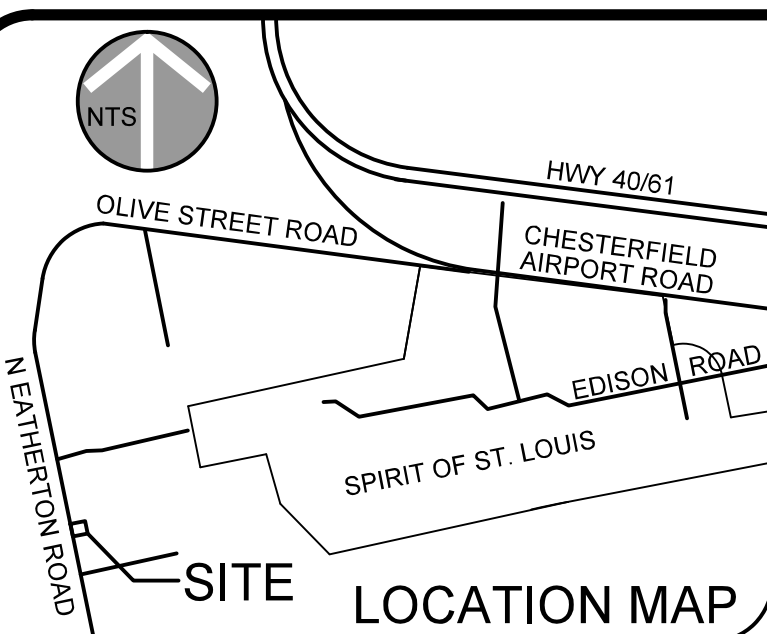 NTS
HWY 40/61
OLIVE STREET ROAD
CHESTERFIELD
AIRPORT ROAD
EDISON ROAD
N EATHERTON ROAD
SPIRIT OF ST. LOUIS
SITE
LOCATION MAP